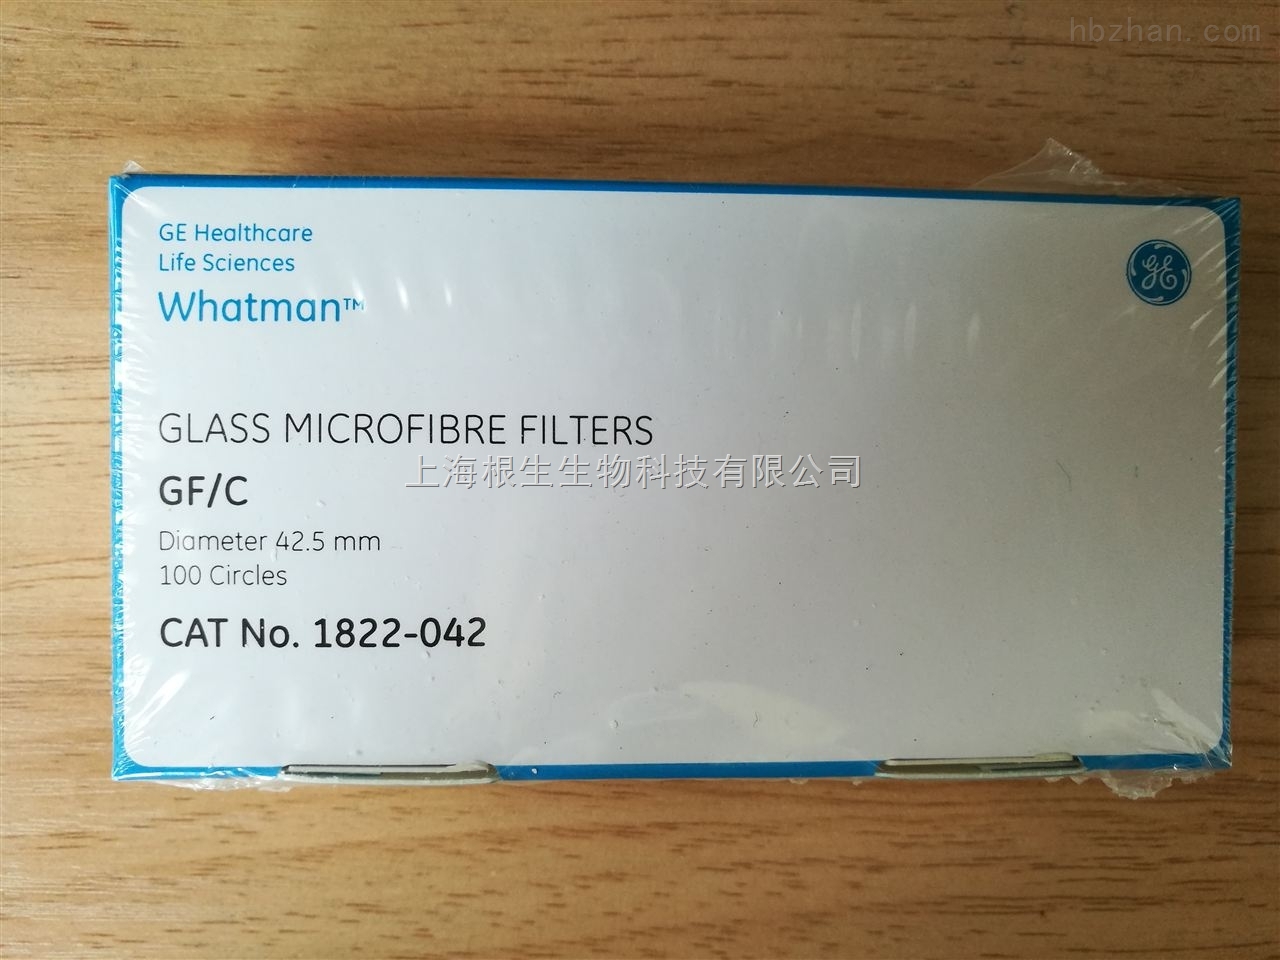 hbzhan.com
GE Healthcare
Life Sciences
Whatman™
GE
GLASS MICROFIBRE FILTERS
上海根生生物科技有限公司
GF/C
Diameter 42.5 mm
100 Circles
CAT No. 1822-042